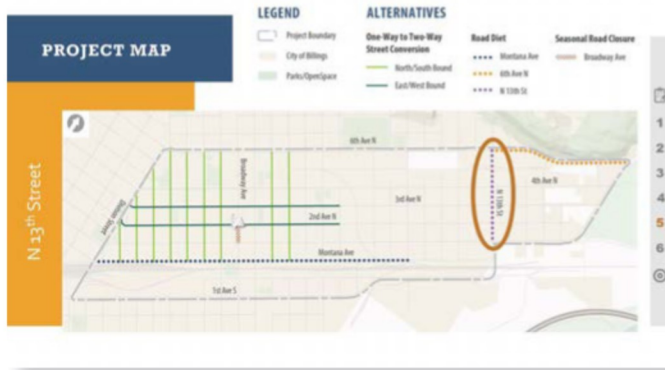 LEGEND
ALTERNATIVES
PROJECT MAP
Project Boundary
City of Billings
Parks/OpenSpace
One-Way to Two-Way
Street Conversion
North/South Bound
East/West Bound
Road Diet
Montana Ave
6th Ave N
N 13th St
Seasonal Road Closure
Broadway Ave
N 13th Street
6th Ave N
Broadway Ave
Division Street
2nd Ave N
3rd Ave N
4th Ave N
N 13th St
Montana Ave
1st Ave S
1
2
3
4
5
6